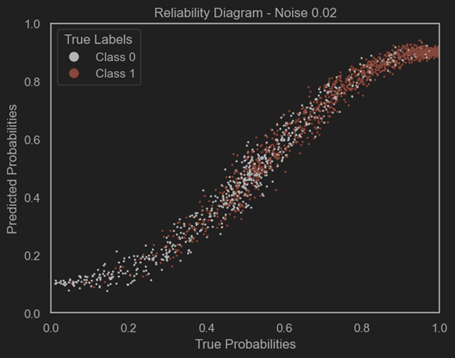 Reliability Diagram - Noise 0.02
True Labels
Class 0
Class 1
Predicted Probabilities
1.0
0.8
0.6
0.4
0.2
0.0
0.0 0.2 0.4 0.6 0.8 1.0
True Probabilities